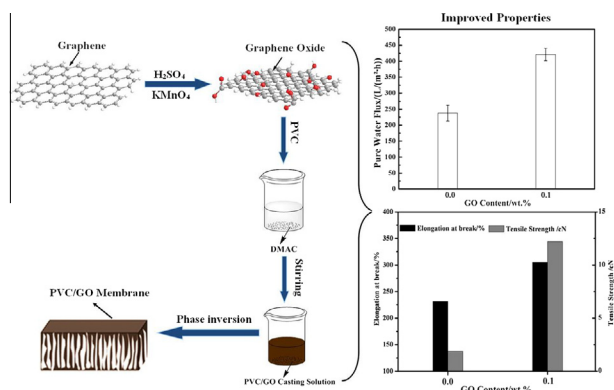 Graphene
Graphene Oxide
H₂SO₄
KMnO₄
PVC
DMAC
Stirring
PVC/GO Casting Solution
Phase inversion
PVC/GO Membrane
Improved Properties
Pure Water Flux/(L/(m²·h))
450
400
350
300
250
200
150
100
50
0
0.0
0.1
GO Content/wt.%
Elongation at break/%
Tensile Strength /cN
Elongation at break/%
400
350
300
250
200
150
100
15
10
5
0
Tensile Strength /cN
0.0
0.1
GO Content/wt.%